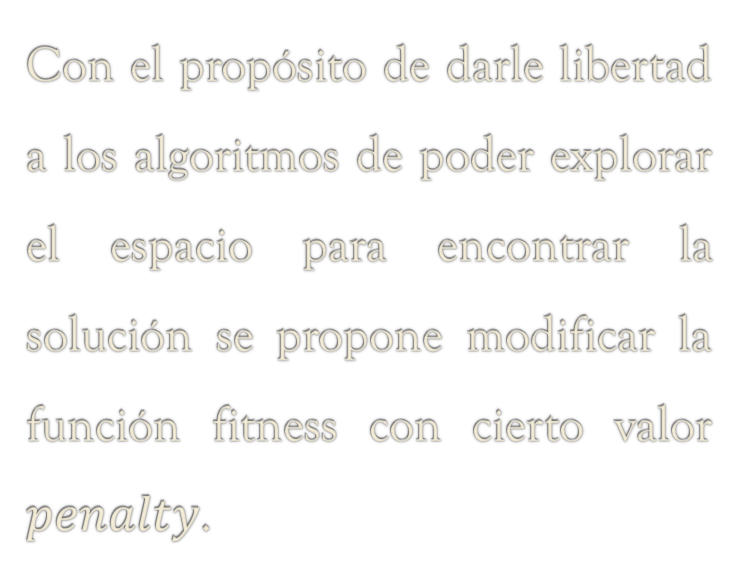 Con el propósito de darle libertad
a los algoritmos de poder explorar
el espacio para encontrar la
solución se propone modificar la
función fitness con cierto valor
penalty.